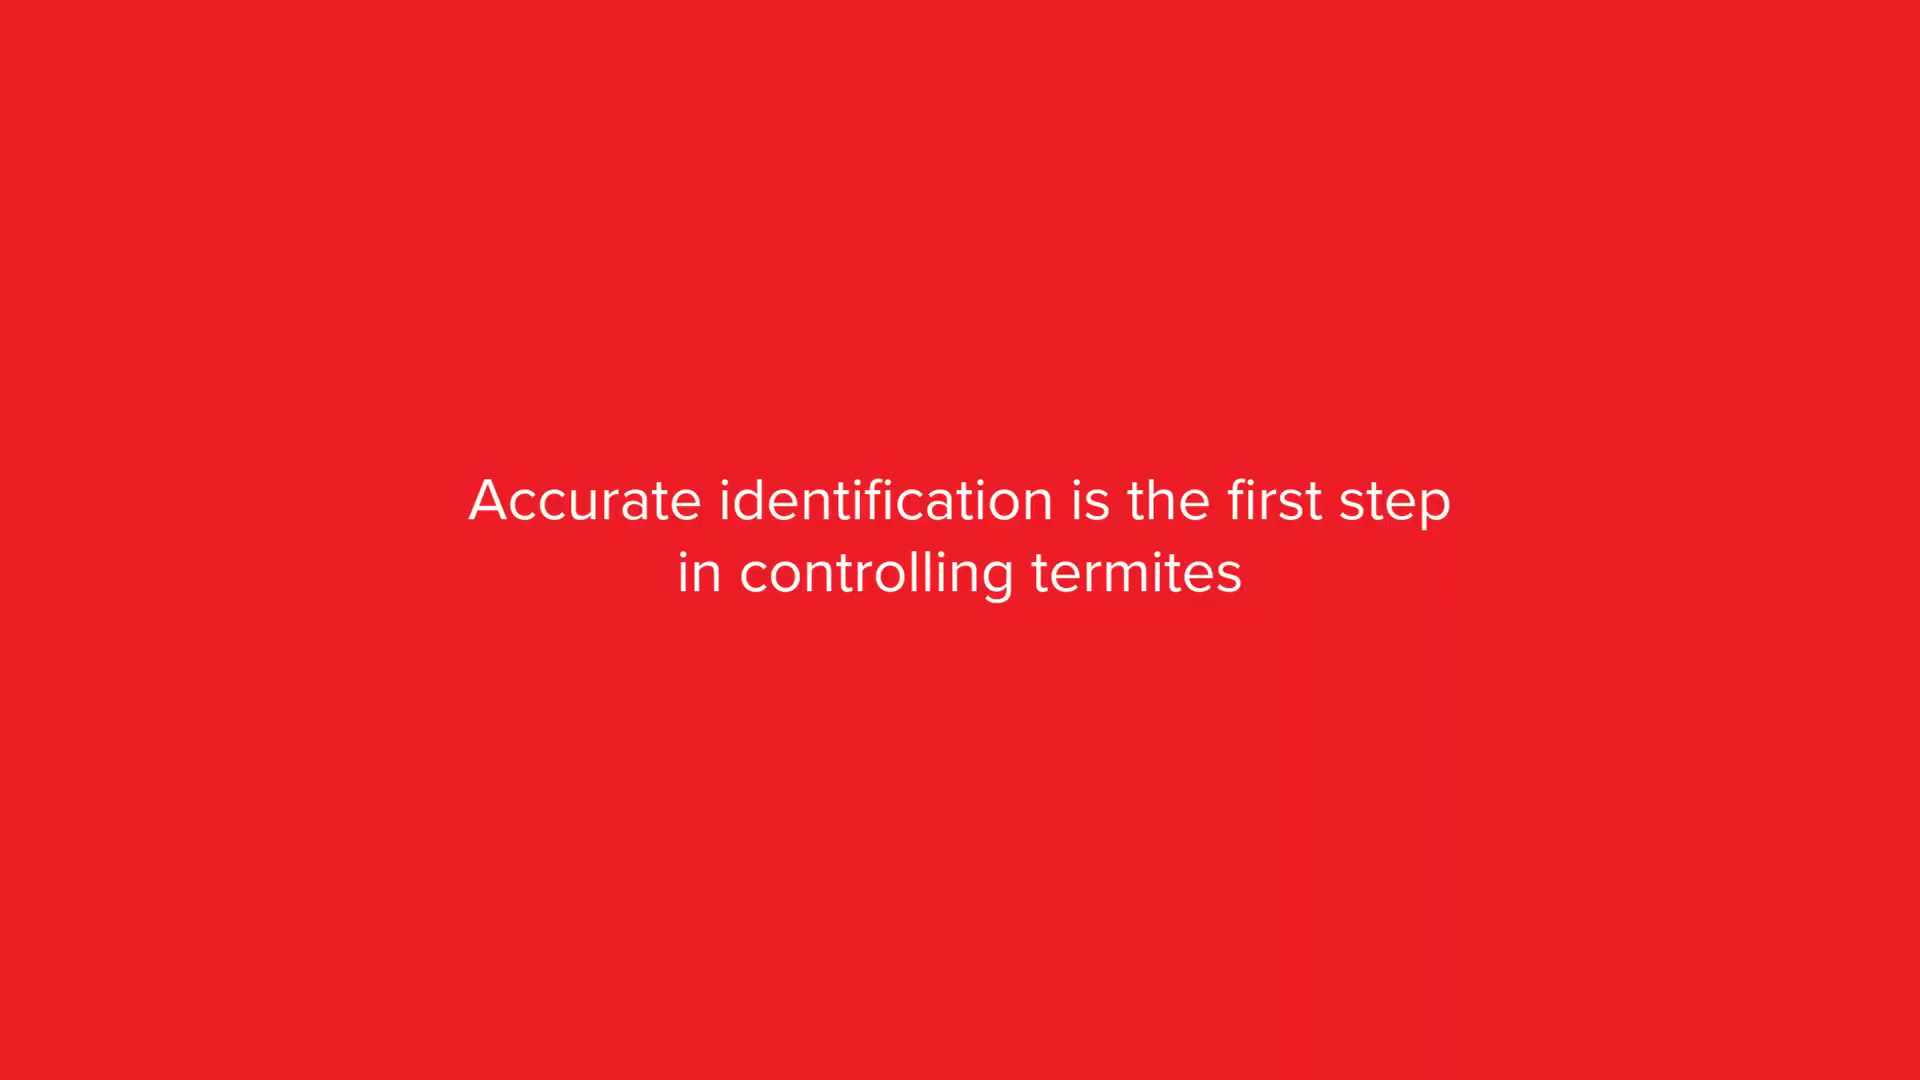 Accurate identification is the first step
in controlling termites